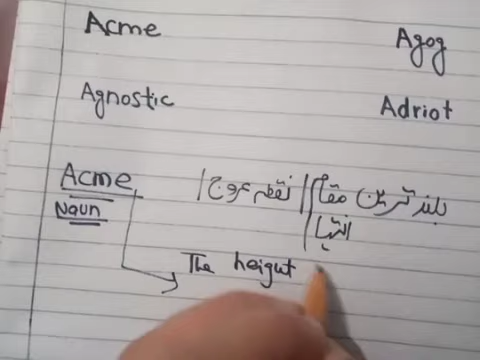 Acme Agog
Agnostic Adriot
Acme بلند ترین مقام / نقطہ عروج /
Noun انتہا
The heigut